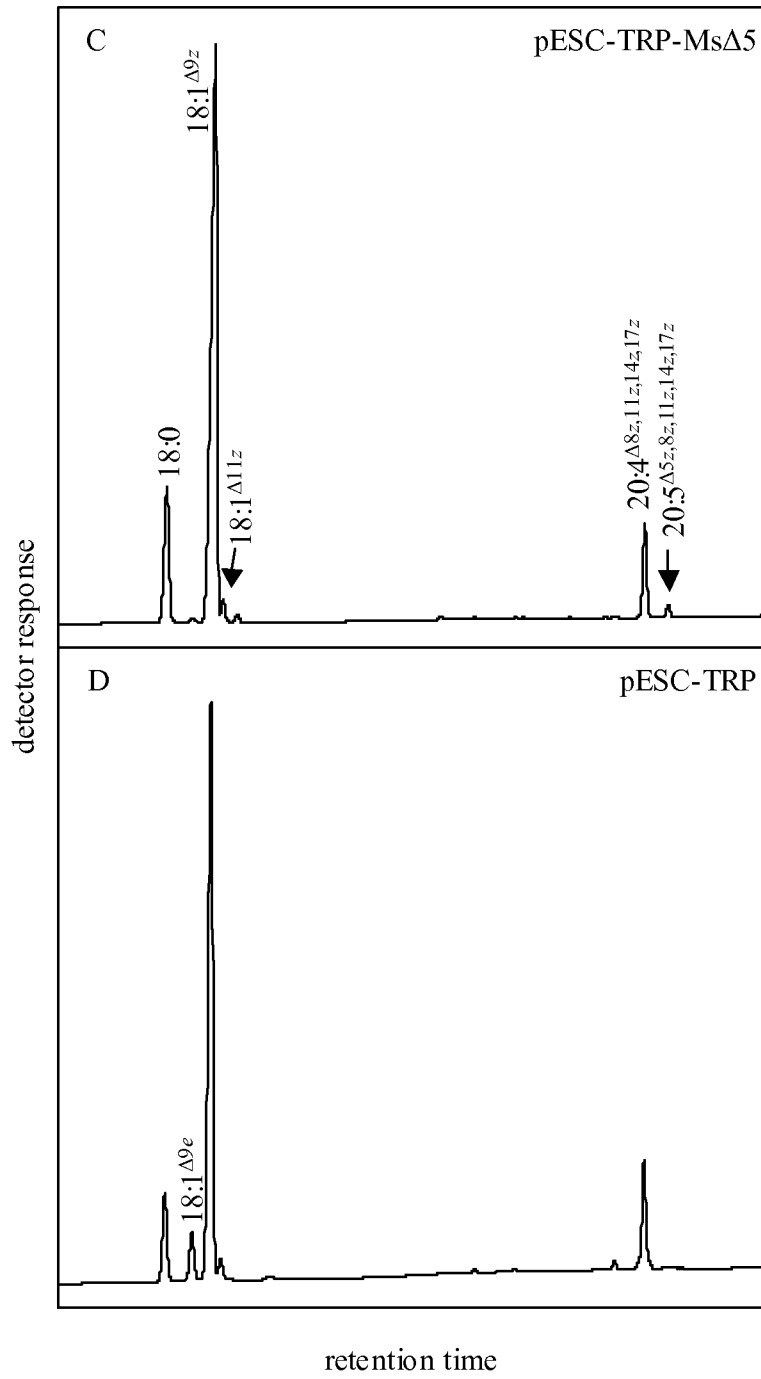 C
pESC-TRP-MsΔ5
18:0
18:1Δ9z
18:1Δ11z
20:4Δ8z,11z,14z,17z
20:5Δ5z,8z,11z,14z,17z
detector response
D
pESC-TRP
18:1Δ9e
retention time